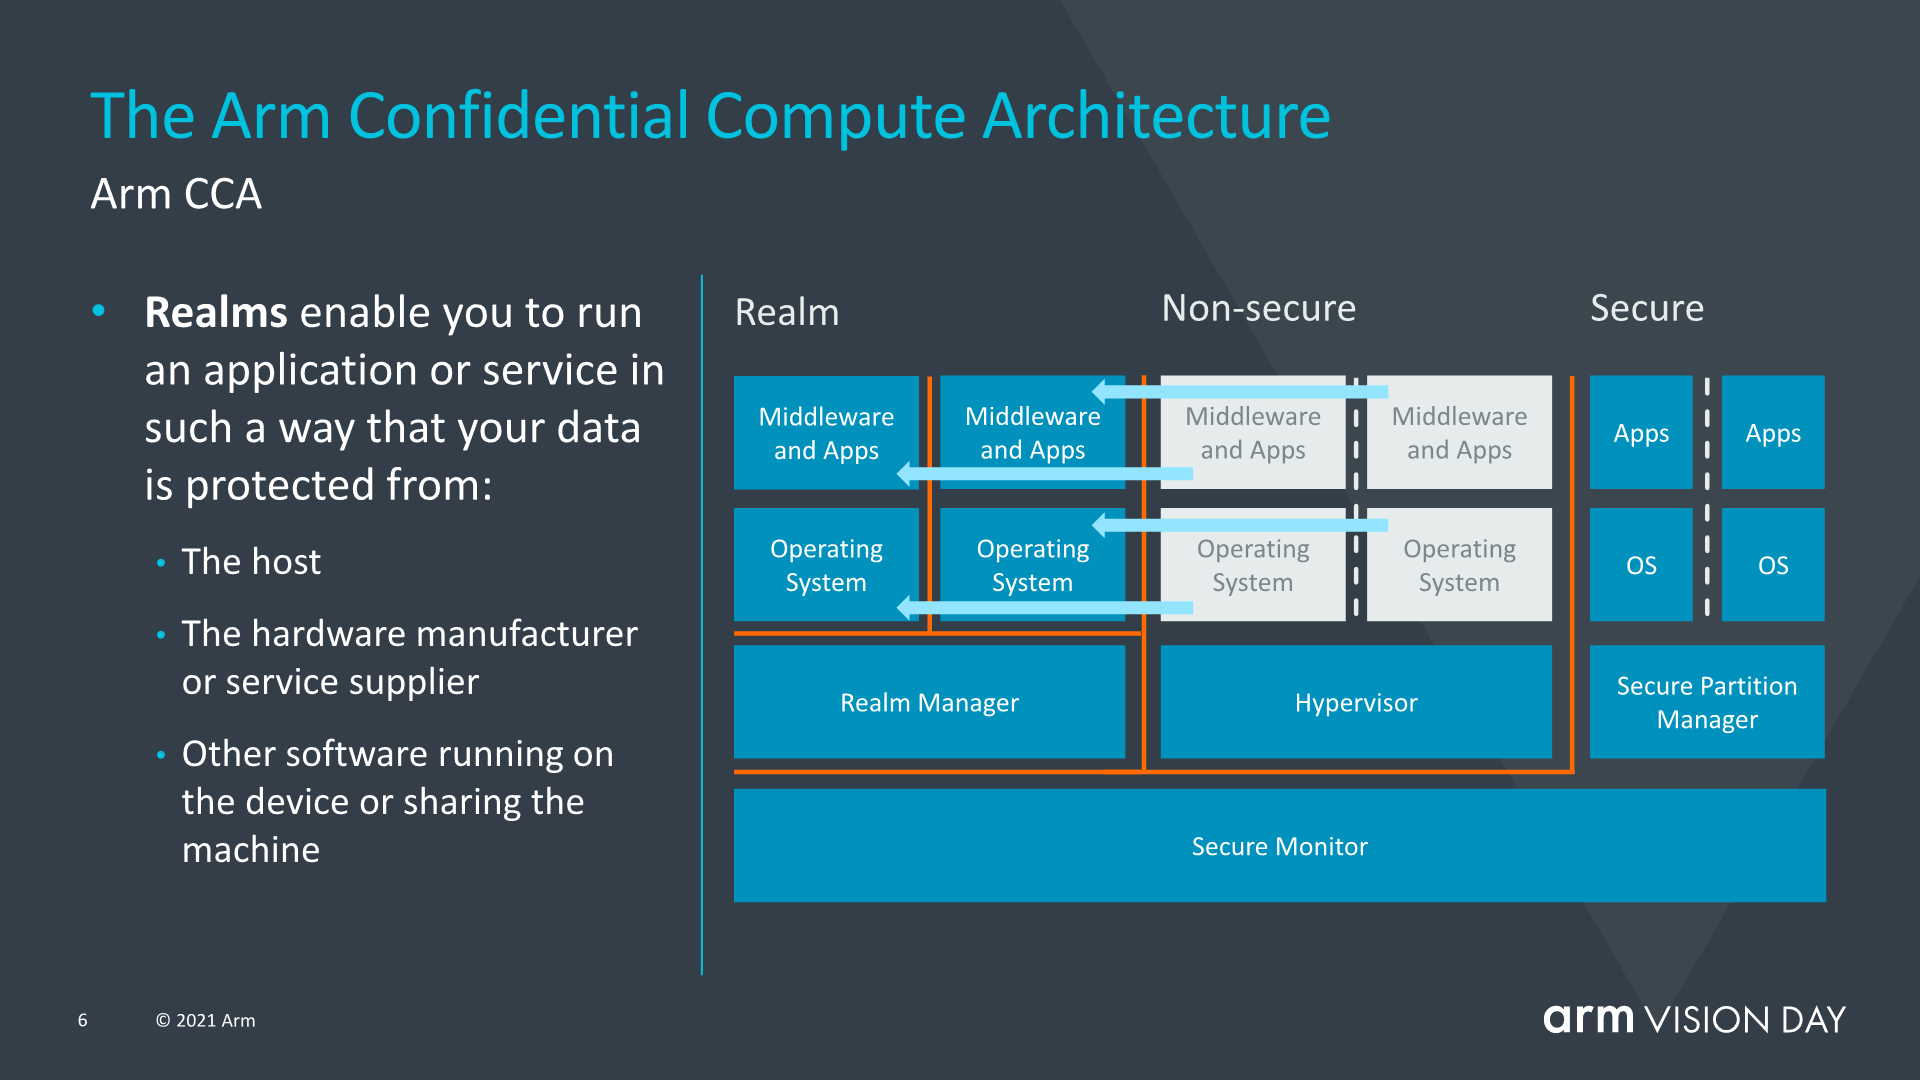 The Arm Confidential Compute Architecture
Arm CCA
• Realms enable you to run
an application or service in
such a way that your data
is protected from:
• The host
• The hardware manufacturer
or service supplier
• Other software running on
the device or sharing the
machine
Realm
Non-secure
Secure
Middleware
and Apps
Middleware
and Apps
Middleware
and Apps
Middleware
and Apps
Apps
Apps
Operating
System
Operating
System
Operating
System
Operating
System
OS
OS
Realm Manager
Hypervisor
Secure Partition
Manager
Secure Monitor
6
© 2021 Arm
arm VISION DAY